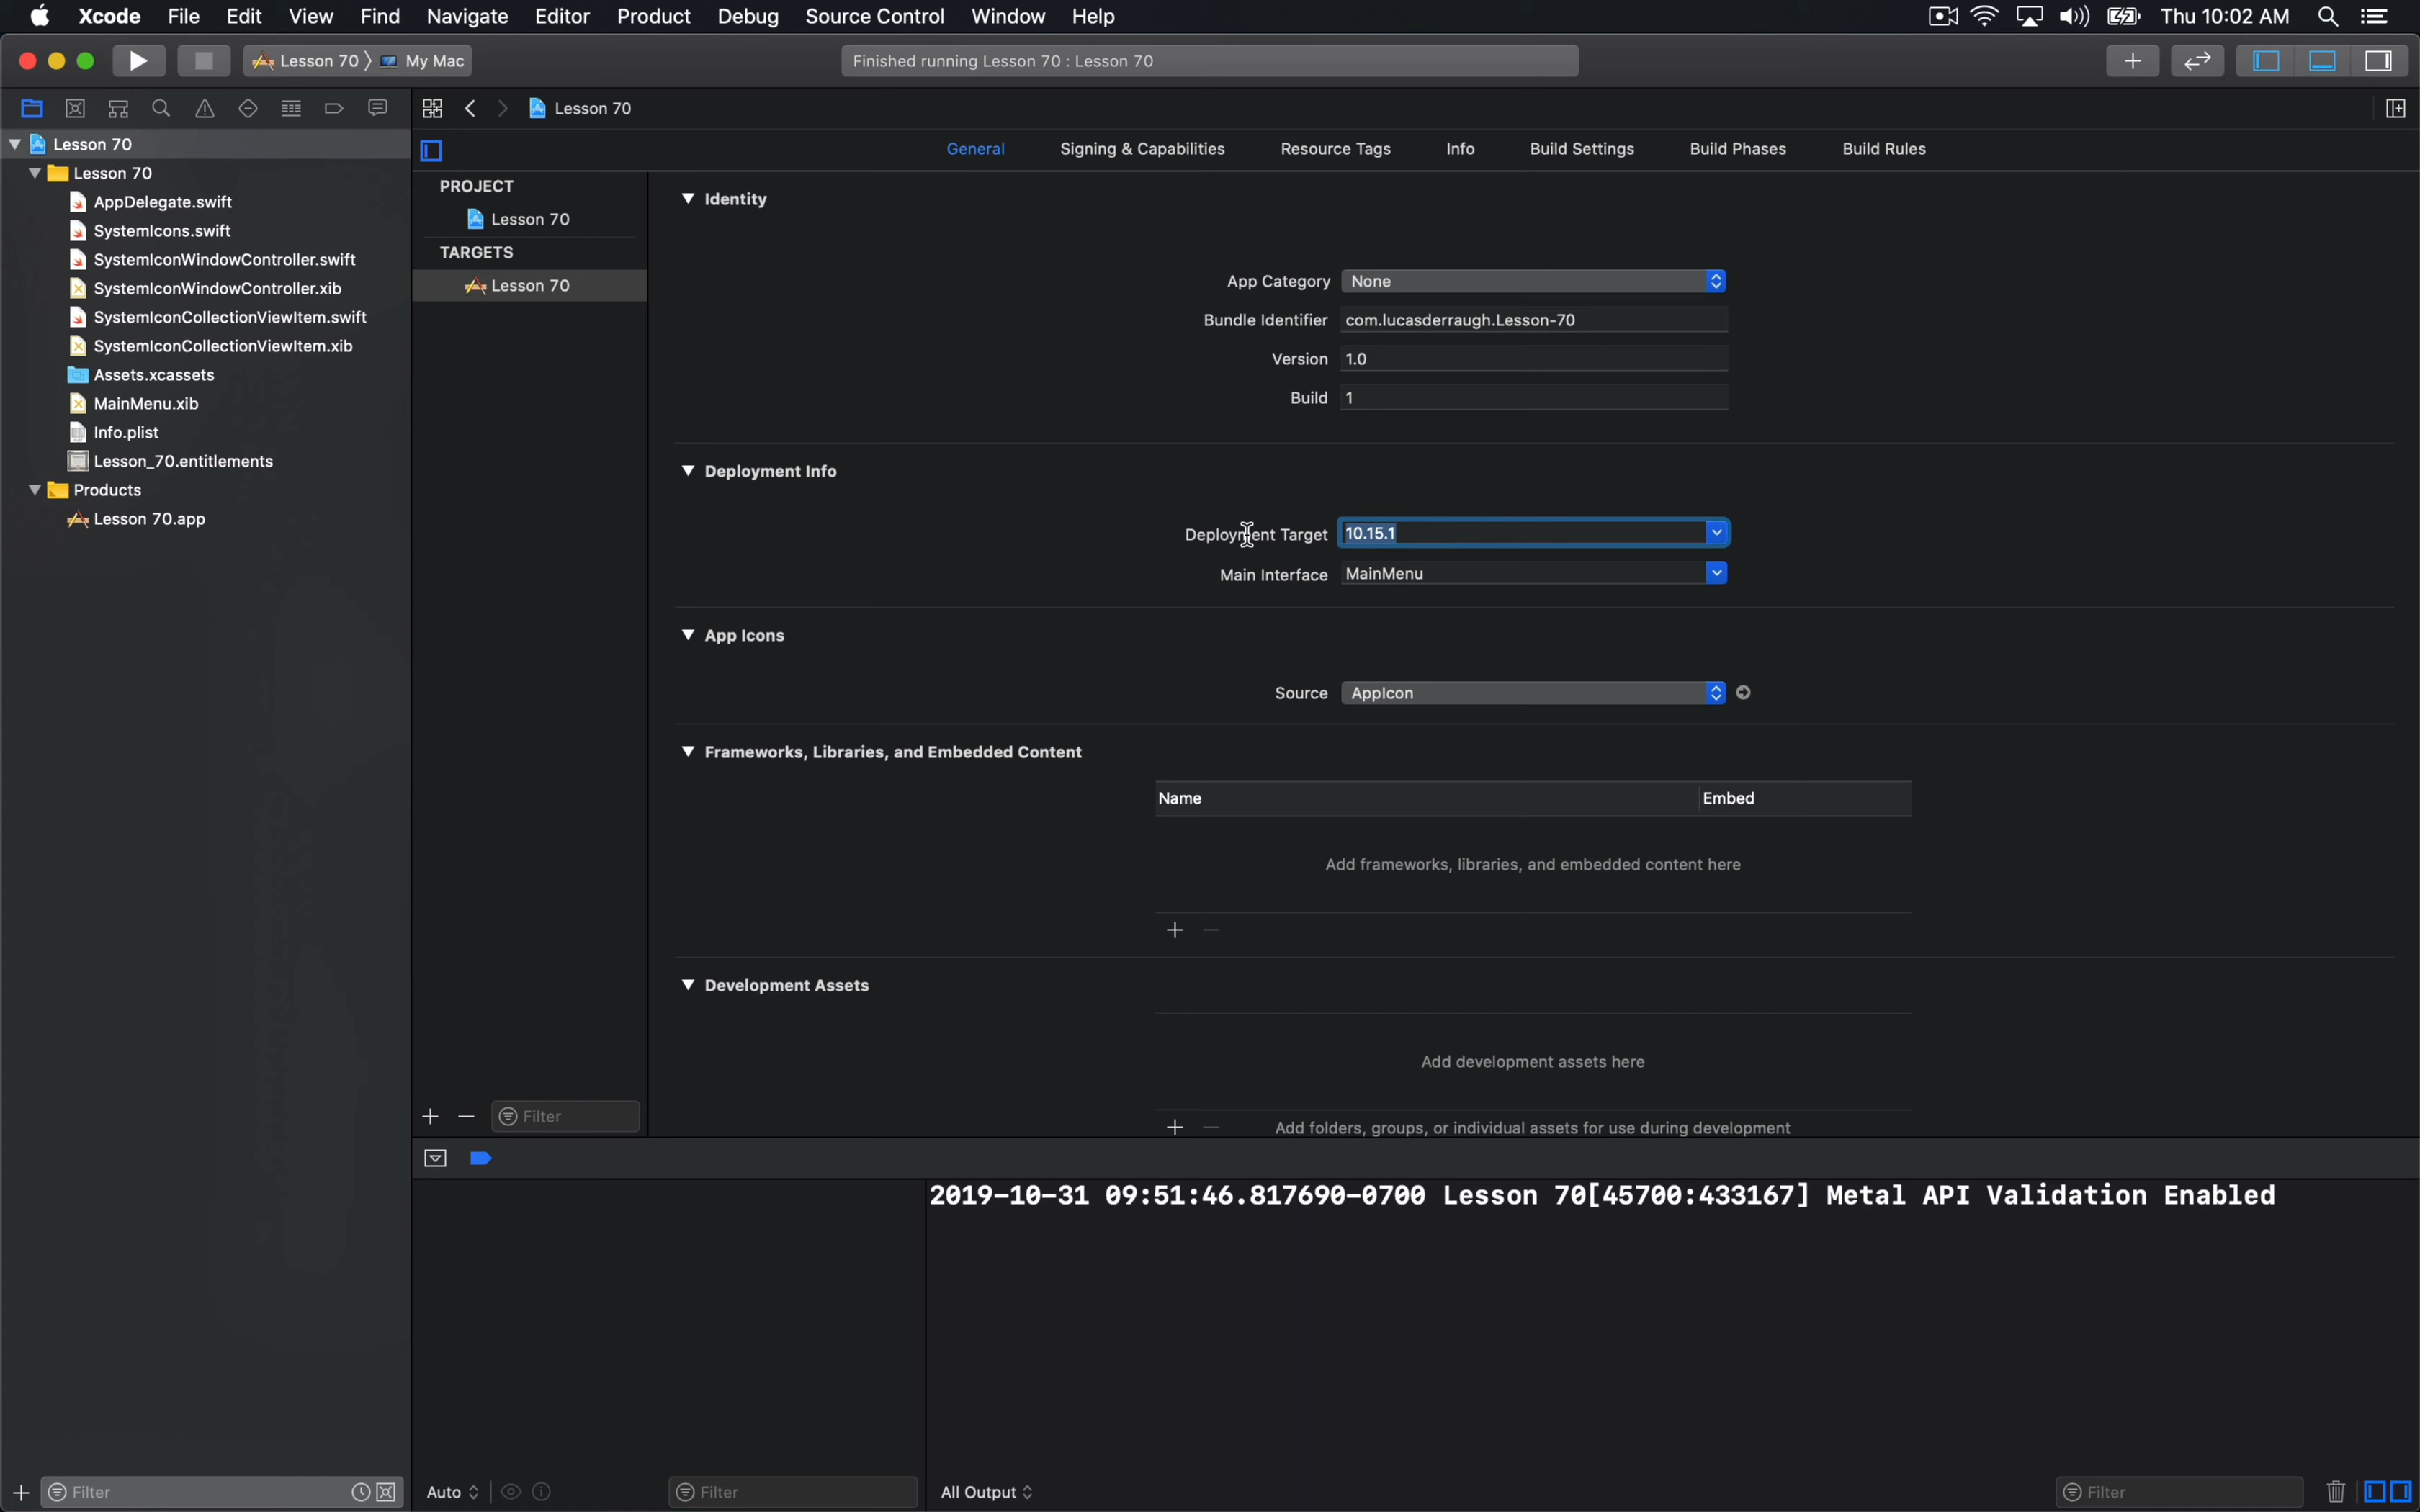 Xcode File Edit View Find Navigate Editor Product Debug Source Control Window Help Thu 10:02 AM
Lesson 70 〉 My Mac
Finished running Lesson 70 : Lesson 70
Lesson 70
Lesson 70
AppDelegate.swift
SystemIcons.swift
SystemIconWindowController.swift
SystemIconWindowController.xib
SystemIconCollectionViewItem.swift
SystemIconCollectionViewItem.xib
Assets.xcassets
MainMenu.xib
Info.plist
Lesson_70.entitlements
Products
Lesson 70.app
Filter
Lesson 70
General Signing & Capabilities Resource Tags Info Build Settings Build Phases Build Rules
PROJECT
Lesson 70
TARGETS
Lesson 70
Filter
Identity
App Category None
Bundle Identifier com.lucasderraugh.Lesson-70
Version 1.0
Build 1
Deployment Info
Deployment Target 10.15.1
Main Interface MainMenu
App Icons
Source AppIcon
Frameworks, Libraries, and Embedded Content
Name Embed
Add frameworks, libraries, and embedded content here
Development Assets
Add development assets here
Add folders, groups, or individual assets for use during development
2019-10-31 09:51:46.817690-0700 Lesson 70[45700:433167] Metal API Validation Enabled
Auto Filter All Output Filter